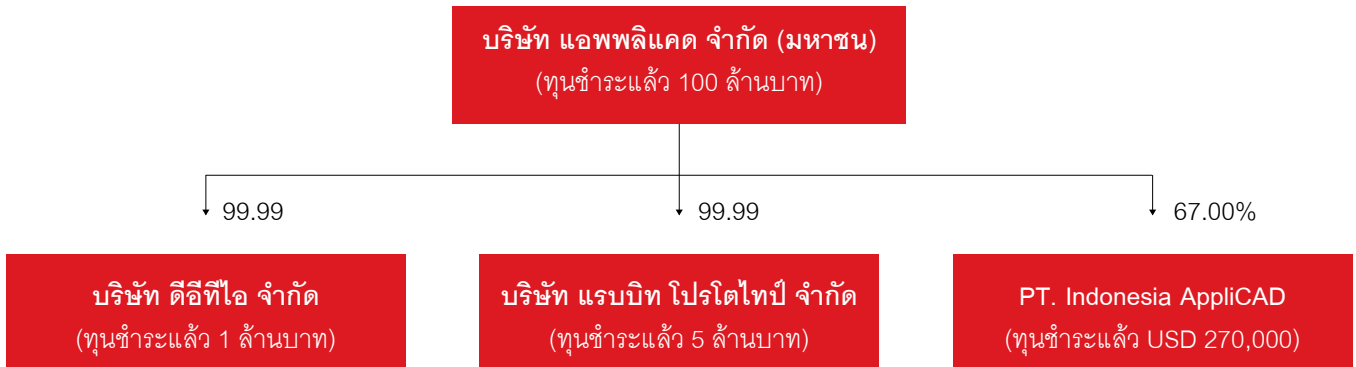 บริษัท แอพพลิแคด จำกัด (มหาชน)
(ทุนชำระแล้ว 100 ล้านบาท)
99.99
99.99
67.00%
บริษัท ดีอีทีไอ จำกัด
(ทุนชำระแล้ว 1 ล้านบาท)
บริษัท แรบบิท โปรโตไทป์ จำกัด
(ทุนชำระแล้ว 5 ล้านบาท)
PT. Indonesia AppliCAD
(ทุนชำระแล้ว USD 270,000)